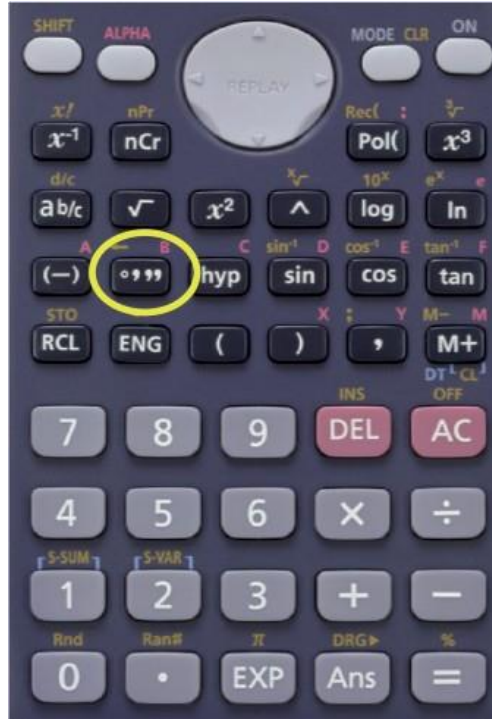 SHIFT ALPHA MODE CLR ON
REPLAY
x! nPr Rec( : ³√
x⁻¹ nCr Pol( x³
d/c ˣ√ 10ˣ eˣ e
ab/c √ x² ^ log ln
A ← B C sin⁻¹ D cos⁻¹ E tan⁻¹ F
(−) °,,, hyp sin cos tan
STO X ; Y M− M
RCL ENG ( ) , M+
DT CL
INS OFF
7 8 9 DEL AC
4 5 6 × ÷
S-SUM S-VAR
1 2 3 + −
Rnd Ran# π DRG▶ %
0 · EXP Ans =